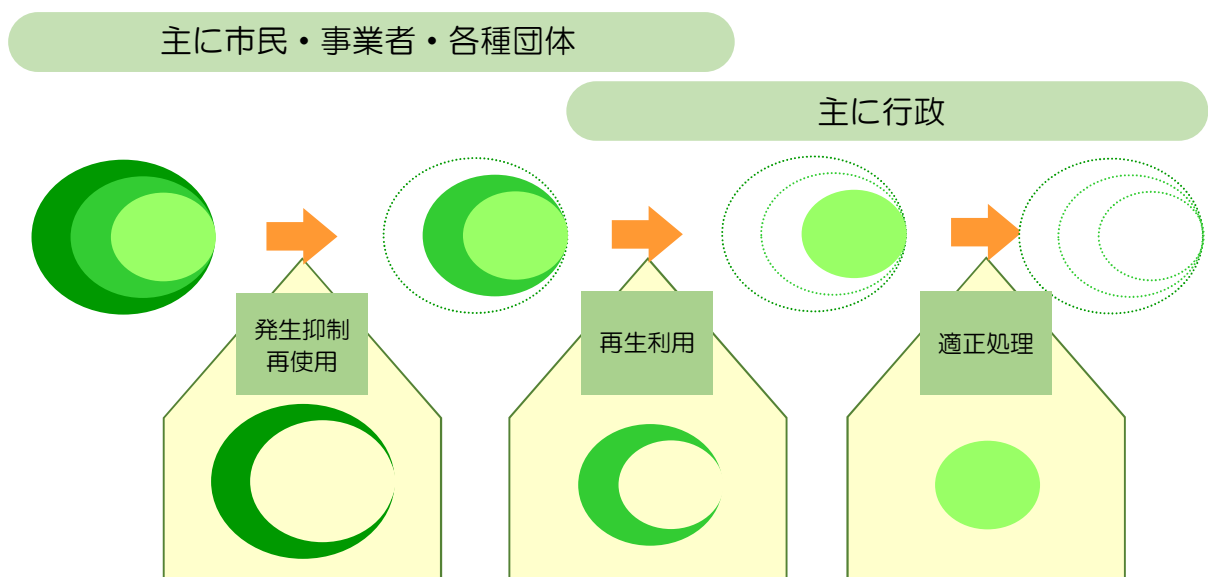 主に市民・事業者・各種団体
主に行政
発生抑制
再使用
再生利用
適正処理